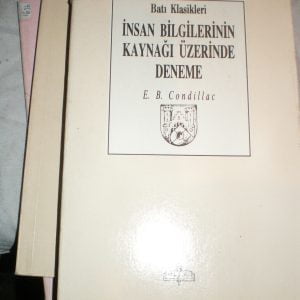 Batı Klasikleri
İNSAN BİLGİLERİNİN
KAYNAĞI ÜZERİNDE
DENEME
E. B. Condillac